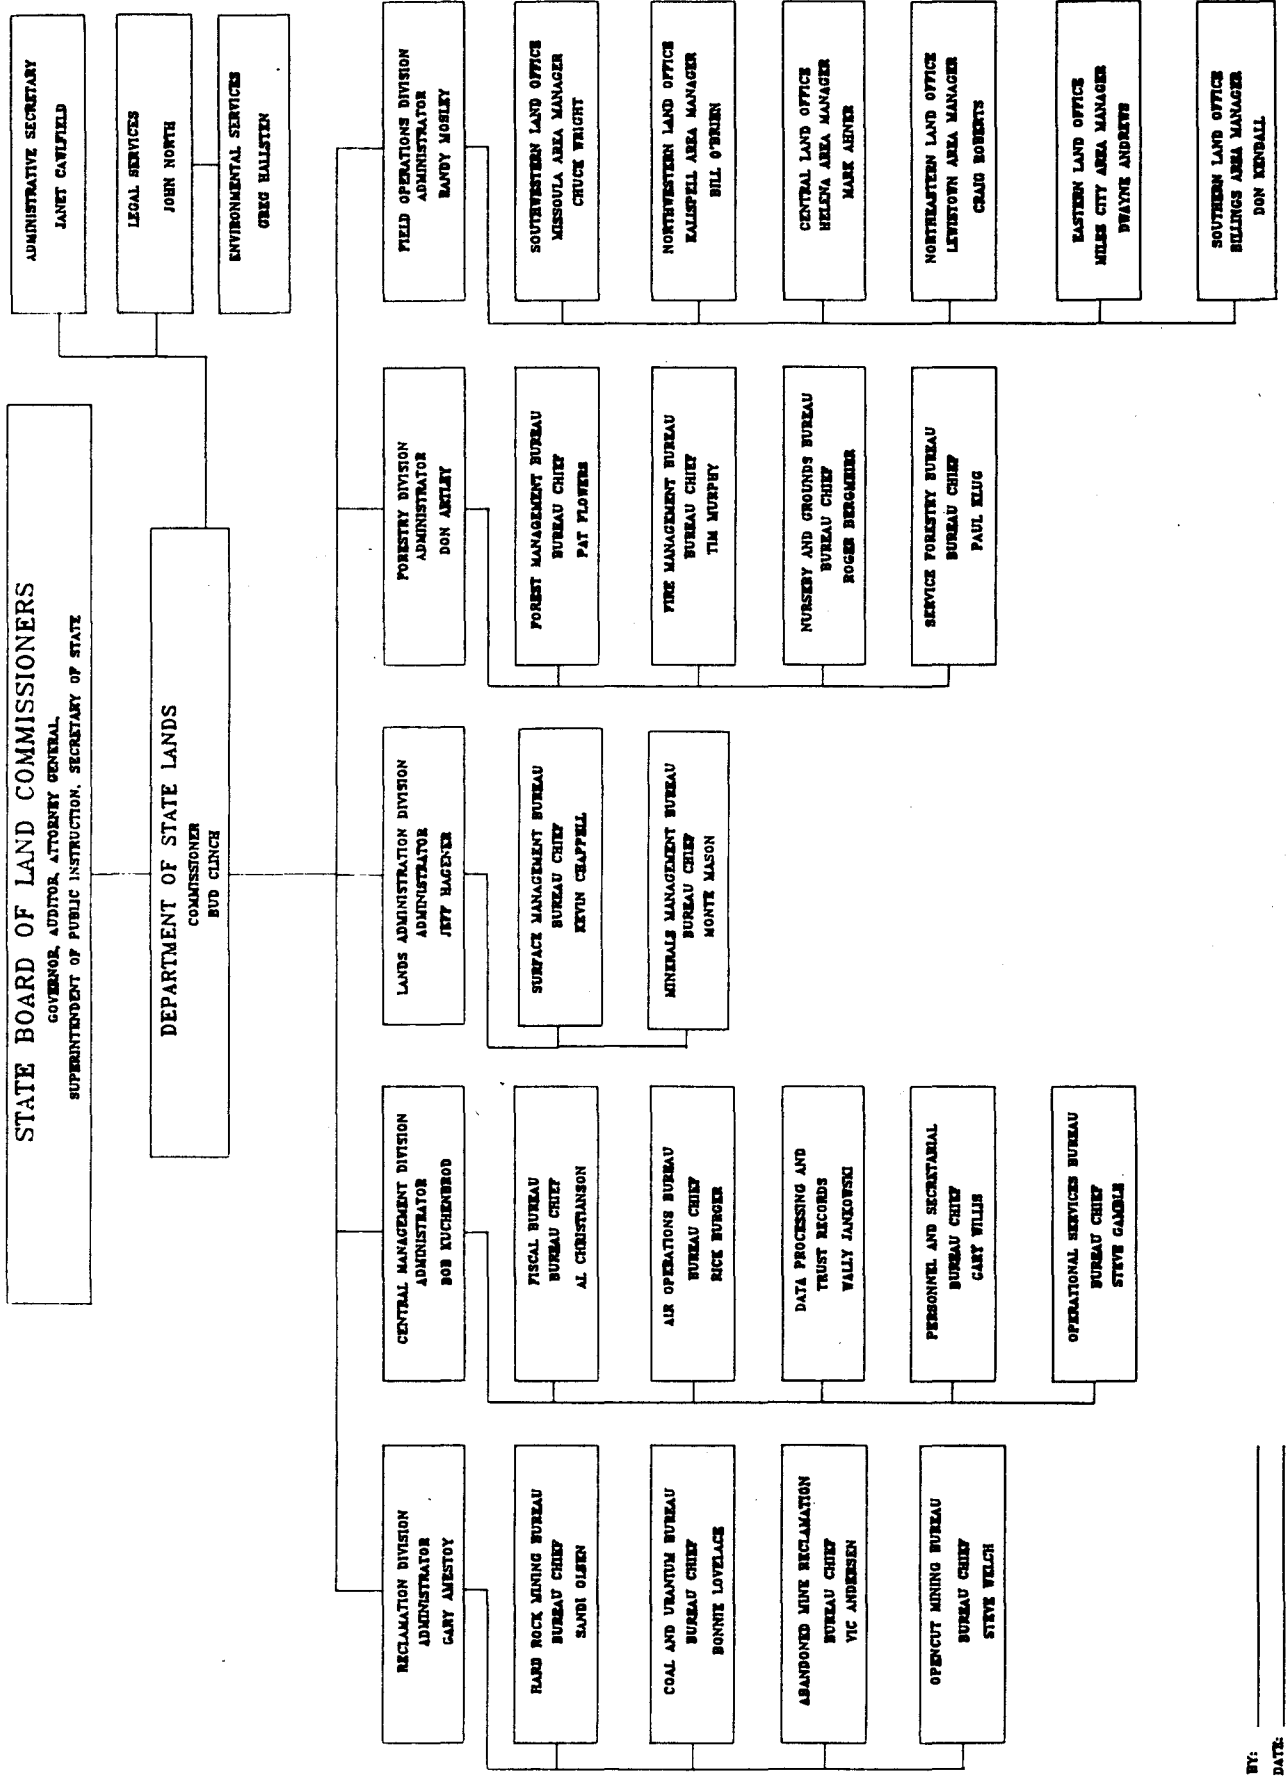 STATE BOARD OF LAND COMMISSIONERS
GOVERNOR, AUDITOR, ATTORNEY GENERAL,
SUPERINTENDENT OF PUBLIC INSTRUCTION, SECRETARY OF STATE
DEPARTMENT OF STATE LANDS
COMMISSIONER
BUD CLINCH
ADMINISTRATIVE SECRETARY
JANET CAWLFIELD
LEGAL SERVICES
JOHN NORTH
ENVIRONMENTAL SERVICES
GREG HALLSTEN
RECLAMATION DIVISION
ADMINISTRATOR
GARY AMESTOY
HARD ROCK MINING BUREAU
BUREAU CHIEF
SANDI OLSEN
COAL AND URANIUM BUREAU
BUREAU CHIEF
BONNIE LOVELACE
ABANDONED MINE RECLAMATION
BUREAU CHIEF
VIC ANDERSEN
OPENCUT MINING BUREAU
BUREAU CHIEF
STEVE WELCH
CENTRAL MANAGEMENT DIVISION
ADMINISTRATOR
BOB KUCHENBROD
FISCAL BUREAU
BUREAU CHIEF
AL CHRISTIANSON
AIR OPERATIONS BUREAU
BUREAU CHIEF
RICK BURGER
DATA PROCESSING AND
TRUST RECORDS
WALLY JANKOWSKI
PERSONNEL AND SECRETARIAL
BUREAU CHIEF
GARY WILLIS
OPERATIONAL SERVICES BUREAU
BUREAU CHIEF
STEVE GAMBLE
LANDS ADMINISTRATION DIVISION
ADMINISTRATOR
JEFF HAGENER
SURFACE MANAGEMENT BUREAU
BUREAU CHIEF
KEVIN CHAPPELL
MINERALS MANAGEMENT BUREAU
BUREAU CHIEF
MONTE MASON
FORESTRY DIVISION
ADMINISTRATOR
DON ARTLEY
FOREST MANAGEMENT BUREAU
BUREAU CHIEF
PAT FLOWERS
FIRE MANAGEMENT BUREAU
BUREAU CHIEF
TIM MURPHY
NURSERY AND GROUNDS BUREAU
BUREAU CHIEF
ROGER BERGMEIER
SERVICE FORESTRY BUREAU
BUREAU CHIEF
PAUL KLUG
FIELD OPERATIONS DIVISION
ADMINISTRATOR
RANDY MOSLEY
SOUTHWESTERN LAND OFFICE
MISSOULA AREA MANAGER
CHUCK WRIGHT
NORTHWESTERN LAND OFFICE
KALISPELL AREA MANAGER
BILL O'BRIEN
CENTRAL LAND OFFICE
HELENA AREA MANAGER
MARK AHNER
NORTHEASTERN LAND OFFICE
LEWISTOWN AREA MANAGER
CRAIG ROBERTS
EASTERN LAND OFFICE
MILES CITY AREA MANAGER
DWAYNE ANDREWS
SOUTHERN LAND OFFICE
BILLINGS AREA MANAGER
DON KENDALL
BY:
DATE: